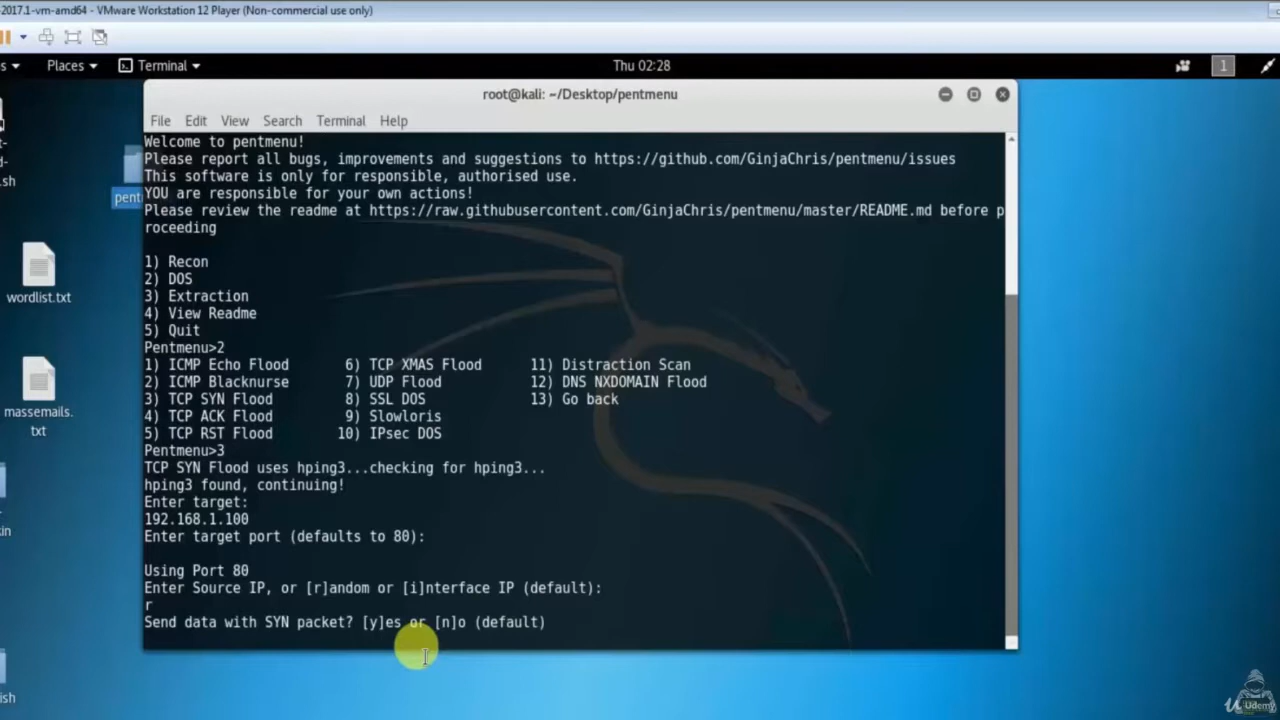 -2017.1-vm-amd64 - VMware Workstation 12 Player (Non-commercial use only)
s Places Terminal Thu 02:28 1
root@kali: ~/Desktop/pentmenu
File Edit View Search Terminal Help
Welcome to pentmenu!
Please report all bugs, improvements and suggestions to https://github.com/GinjaChris/pentmenu/issues
This software is only for responsible, authorised use.
YOU are responsible for your own actions!
Please review the readme at https://raw.githubusercontent.com/GinjaChris/pentmenu/master/README.md before p
roceeding
1) Recon
2) DOS
3) Extraction
4) View Readme
5) Quit
Pentmenu>2
1) ICMP Echo Flood 6) TCP XMAS Flood 11) Distraction Scan
2) ICMP Blacknurse 7) UDP Flood 12) DNS NXDOMAIN Flood
3) TCP SYN Flood 8) SSL DOS 13) Go back
4) TCP ACK Flood 9) Slowloris
5) TCP RST Flood 10) IPsec DOS
Pentmenu>3
TCP SYN Flood uses hping3...checking for hping3...
hping3 found, continuing!
Enter target:
192.168.1.100
Enter target port (defaults to 80):
Using Port 80
Enter Source IP, or [r]andom or [i]nterface IP (default):
r
Send data with SYN packet? [y]es or [n]o (default)
t-
d-
.sh
pent
wordlist.txt
massemails.
txt
in
ish
Udemy